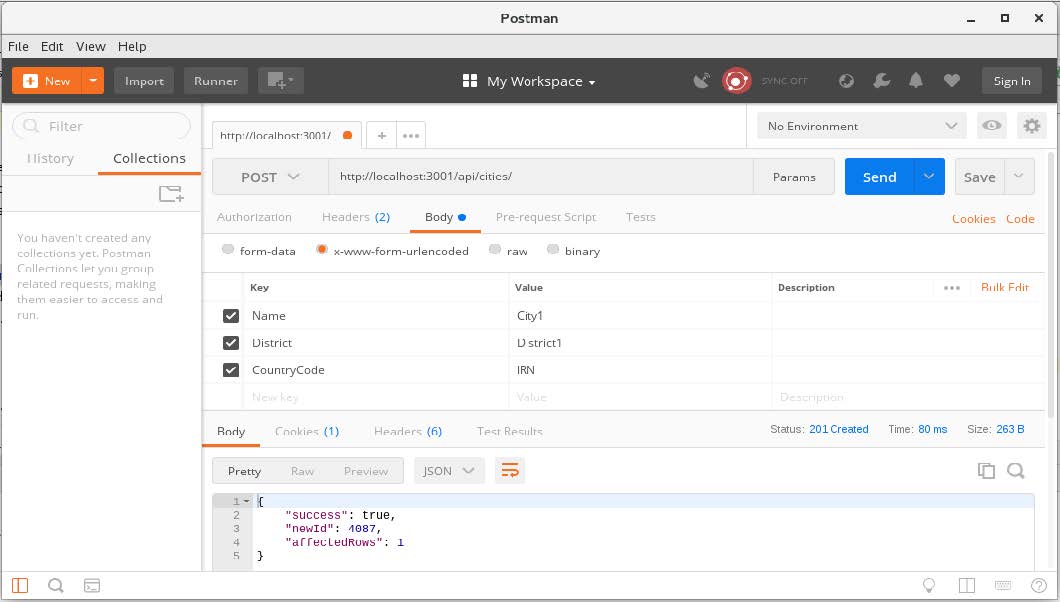 Postman
File Edit View Help
New Import Runner My Workspace SYNC OFF Sign In
Filter
History Collections
You haven't created any
collections yet. Postman
Collections let you group
related requests, making
them easier to access and
run.
http://localhost:3001/ + ••• No Environment
POST http://localhost:3001/api/cities/ Params Send Save
Authorization Headers (2) Body Pre-request Script Tests Cookies Code
form-data x-www-form-urlencoded raw binary
Key Value Description ••• Bulk Edit
Name City1
District District1
CountryCode IRN
New key Value Description
Body Cookies (1) Headers (6) Test Results Status: 201 Created Time: 80 ms Size: 263 B
Pretty Raw Preview JSON
1 {
2 "success": true,
3 "newId": 4087,
4 "affectedRows": 1
5 }